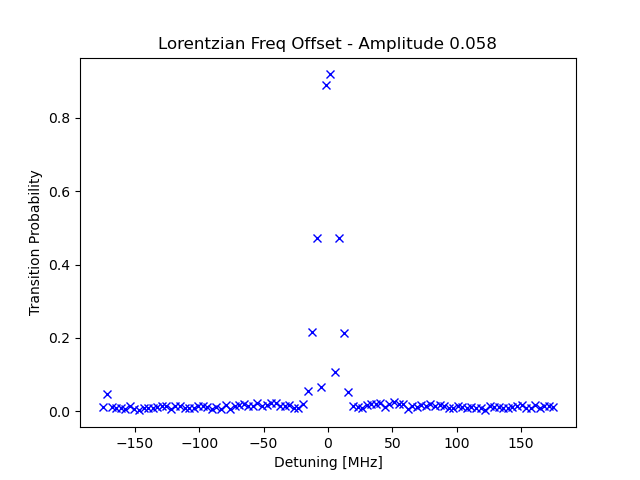 Lorentzian Freq Offset - Amplitude 0.058
Transition Probability
0.8
0.6
0.4
0.2
0.0
−150 −100 −50 0 50 100 150
Detuning [MHz]